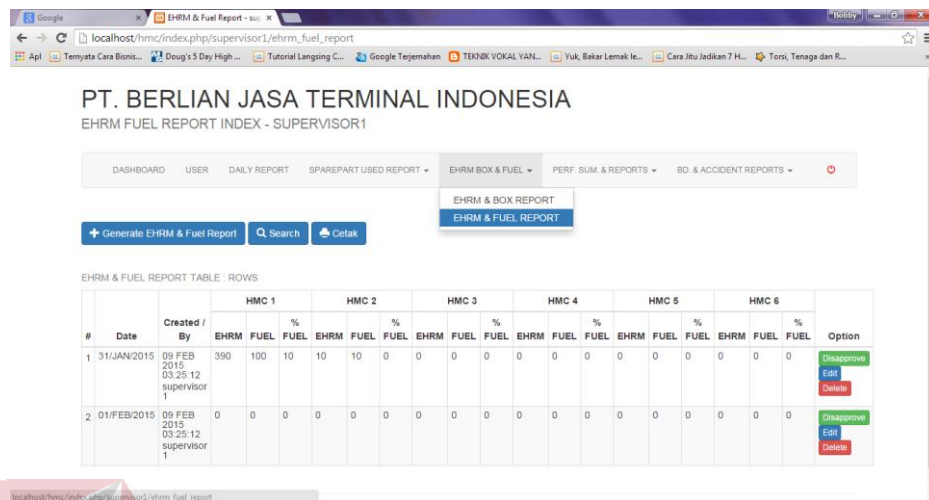 Google
EHRM & Fuel Report - sup
Bobby
localhost/hmc/index.php/supervisor1/ehrm_fuel_report
Apl Ternyata Cara Bisnis... Doug's 5 Day High ... Tutorial Langsing C... Google Terjemahan TEKNIK VOKAL YAN... Yuk, Bakar Lemak le... Cara Jitu Jadikan 7 H... Torsi, Tenaga dan R...
PT. BERLIAN JASA TERMINAL INDONESIA
EHRM FUEL REPORT INDEX - SUPERVISOR1
DASHBOARD USER DAILY REPORT SPAREPART USED REPORT EHRM BOX & FUEL PERF. SUM. & REPORTS BD. & ACCIDENT REPORTS
EHRM & BOX REPORT
EHRM & FUEL REPORT
Generate EHRM & Fuel Report Search Cetak
EHRM & FUEL REPORT TABLE : ROWS
HMC 1 HMC 2 HMC 3 HMC 4 HMC 5 HMC 6
# Date Created / By EHRM FUEL % FUEL EHRM FUEL % FUEL EHRM FUEL % FUEL EHRM FUEL % FUEL EHRM FUEL % FUEL EHRM FUEL % FUEL Option
1 31/JAN/2015 09 FEB 2015 03:25:12 supervisor 1 390 100 10 10 10 0 0 0 0 0 0 0 0 0 0 0 0 0 Disapprove
Edit
Delete
2 01/FEB/2015 09 FEB 2015 03:25:12 supervisor 1 0 0 0 0 0 0 0 0 0 0 0 0 0 0 0 0 0 0 Disapprove
Edit
Delete
localhost/hmc/index.php/supervisor1/ehrm_fuel_report